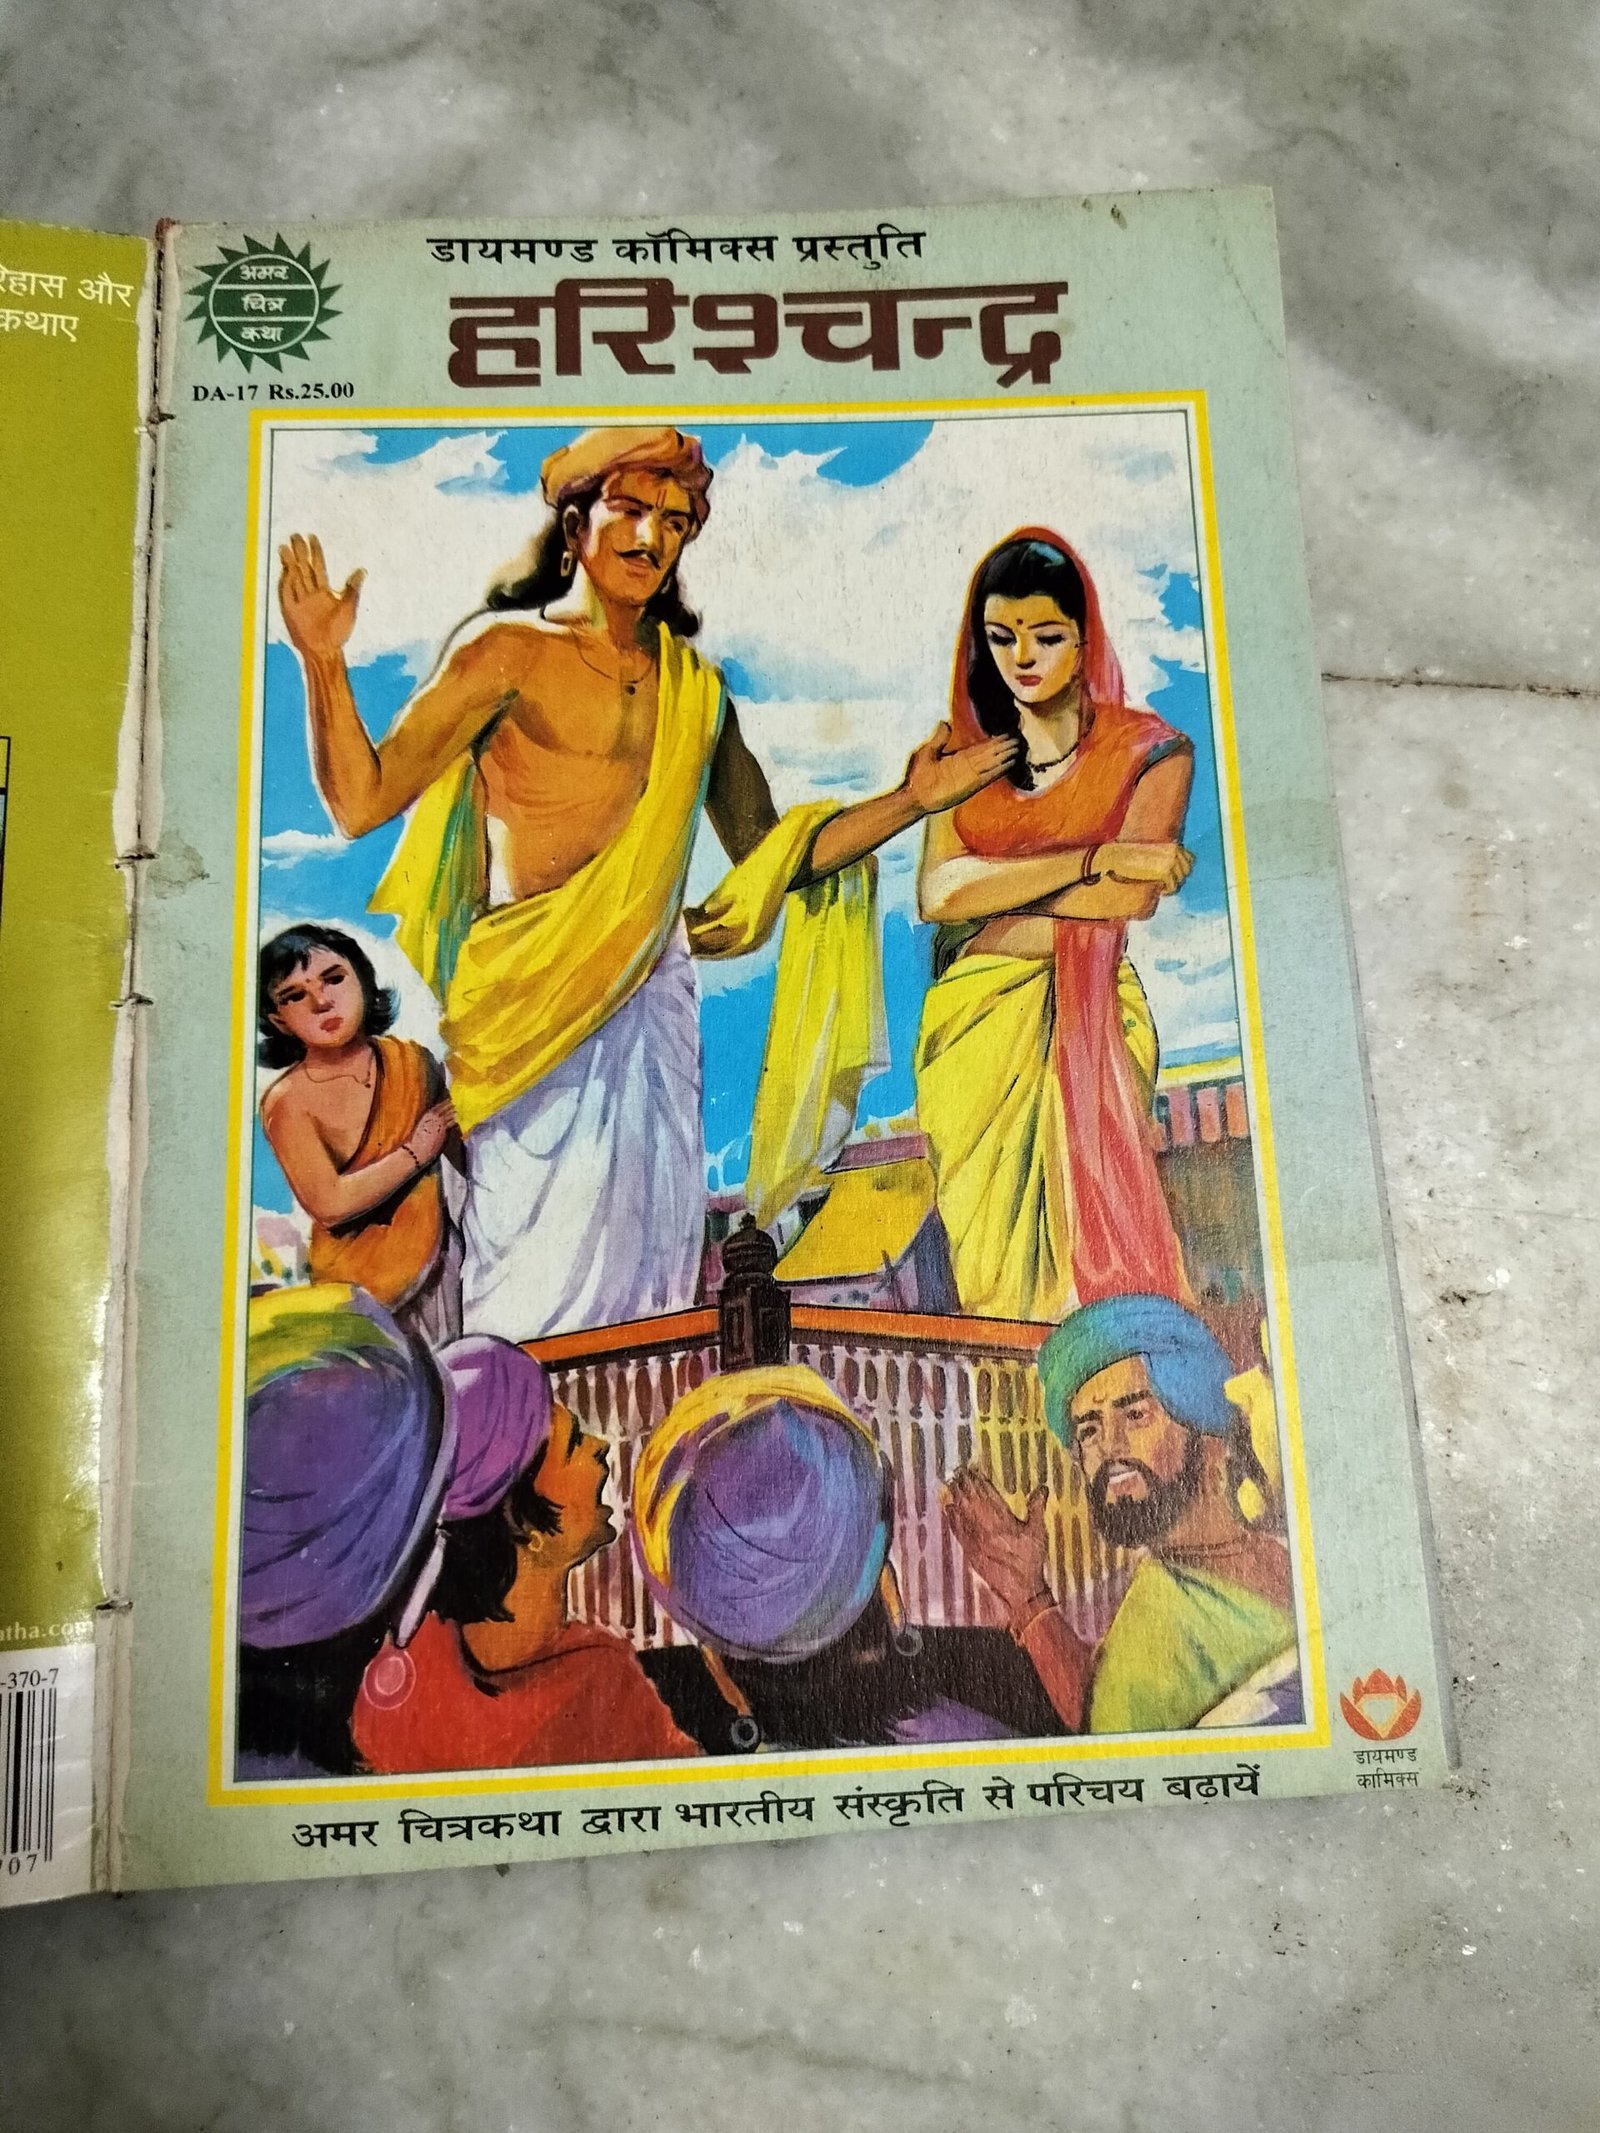 रिहास और
कथाए
अमर
चित्र
कथा
DA-17 Rs.25.00
डायमण्ड कॉमिक्स प्रस्तुति
हरिश्चन्द्र
-370-7
डायमण्ड
कामिक्स
अमर चित्रकथा द्वारा भारतीय संस्कृति से परिचय बढायें